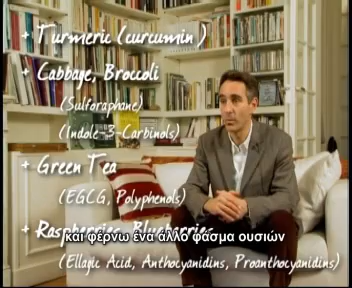 + Turmeric (curcumin)
+ Cabbage, Broccoli
(Sulforaphane)
(Indole-3-Carbinols)
+ Green Tea
(EGCG, Polyphenols)
+ Raspberries, Blueberries
και φέρνω ένα άλλο φάσμα ουσιών
(Ellagic Acid, Anthocyanidins, Proanthocyanidins)